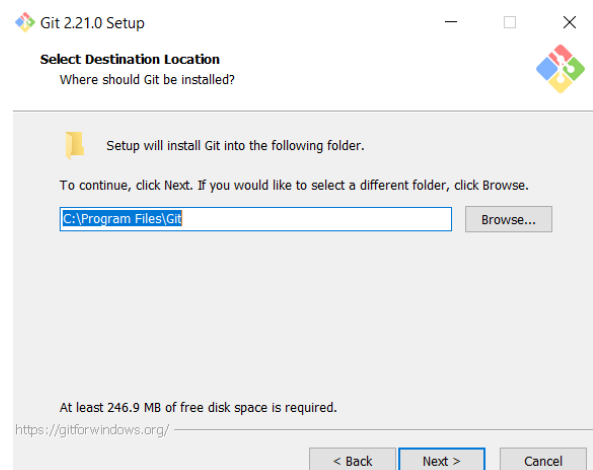 Git 2.21.0 Setup
Select Destination Location
Where should Git be installed?
Setup will install Git into the following folder.
To continue, click Next. If you would like to select a different folder, click Browse.
C:\Program Files\Git
Browse...
At least 246.9 MB of free disk space is required.
https://gitforwindows.org/
< Back
Next >
Cancel